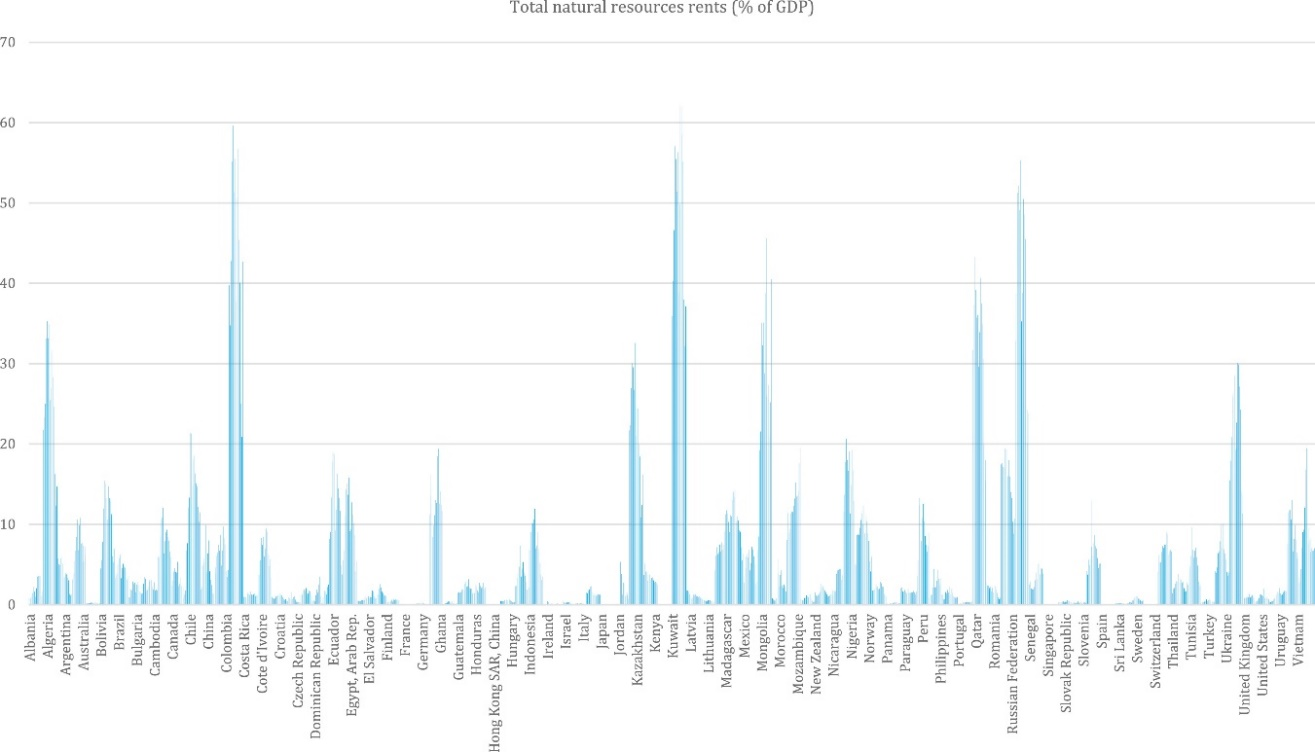 Total natural resources rents (% of GDP)
70
60
50
40
30
20
10
0
Albania
Algeria
Argentina
Australia
Bolivia
Brazil
Bulgaria
Cambodia
Canada
Chile
China
Colombia
Costa Rica
Cote d'Ivoire
Croatia
Czech Republic
Dominican Republic
Ecuador
Egypt, Arab Rep.
El Salvador
Finland
France
Germany
Ghana
Guatemala
Honduras
Hong Kong SAR, China
Hungary
Indonesia
Ireland
Israel
Italy
Japan
Jordan
Kazakhstan
Kenya
Kuwait
Latvia
Lithuania
Madagascar
Mexico
Mongolia
Morocco
Mozambique
New Zealand
Nicaragua
Nigeria
Norway
Panama
Paraguay
Peru
Philippines
Portugal
Qatar
Romania
Russian Federation
Senegal
Singapore
Slovak Republic
Slovenia
Spain
Sri Lanka
Sweden
Switzerland
Thailand
Tunisia
Turkey
Ukraine
United Kingdom
United States
Uruguay
Vietnam